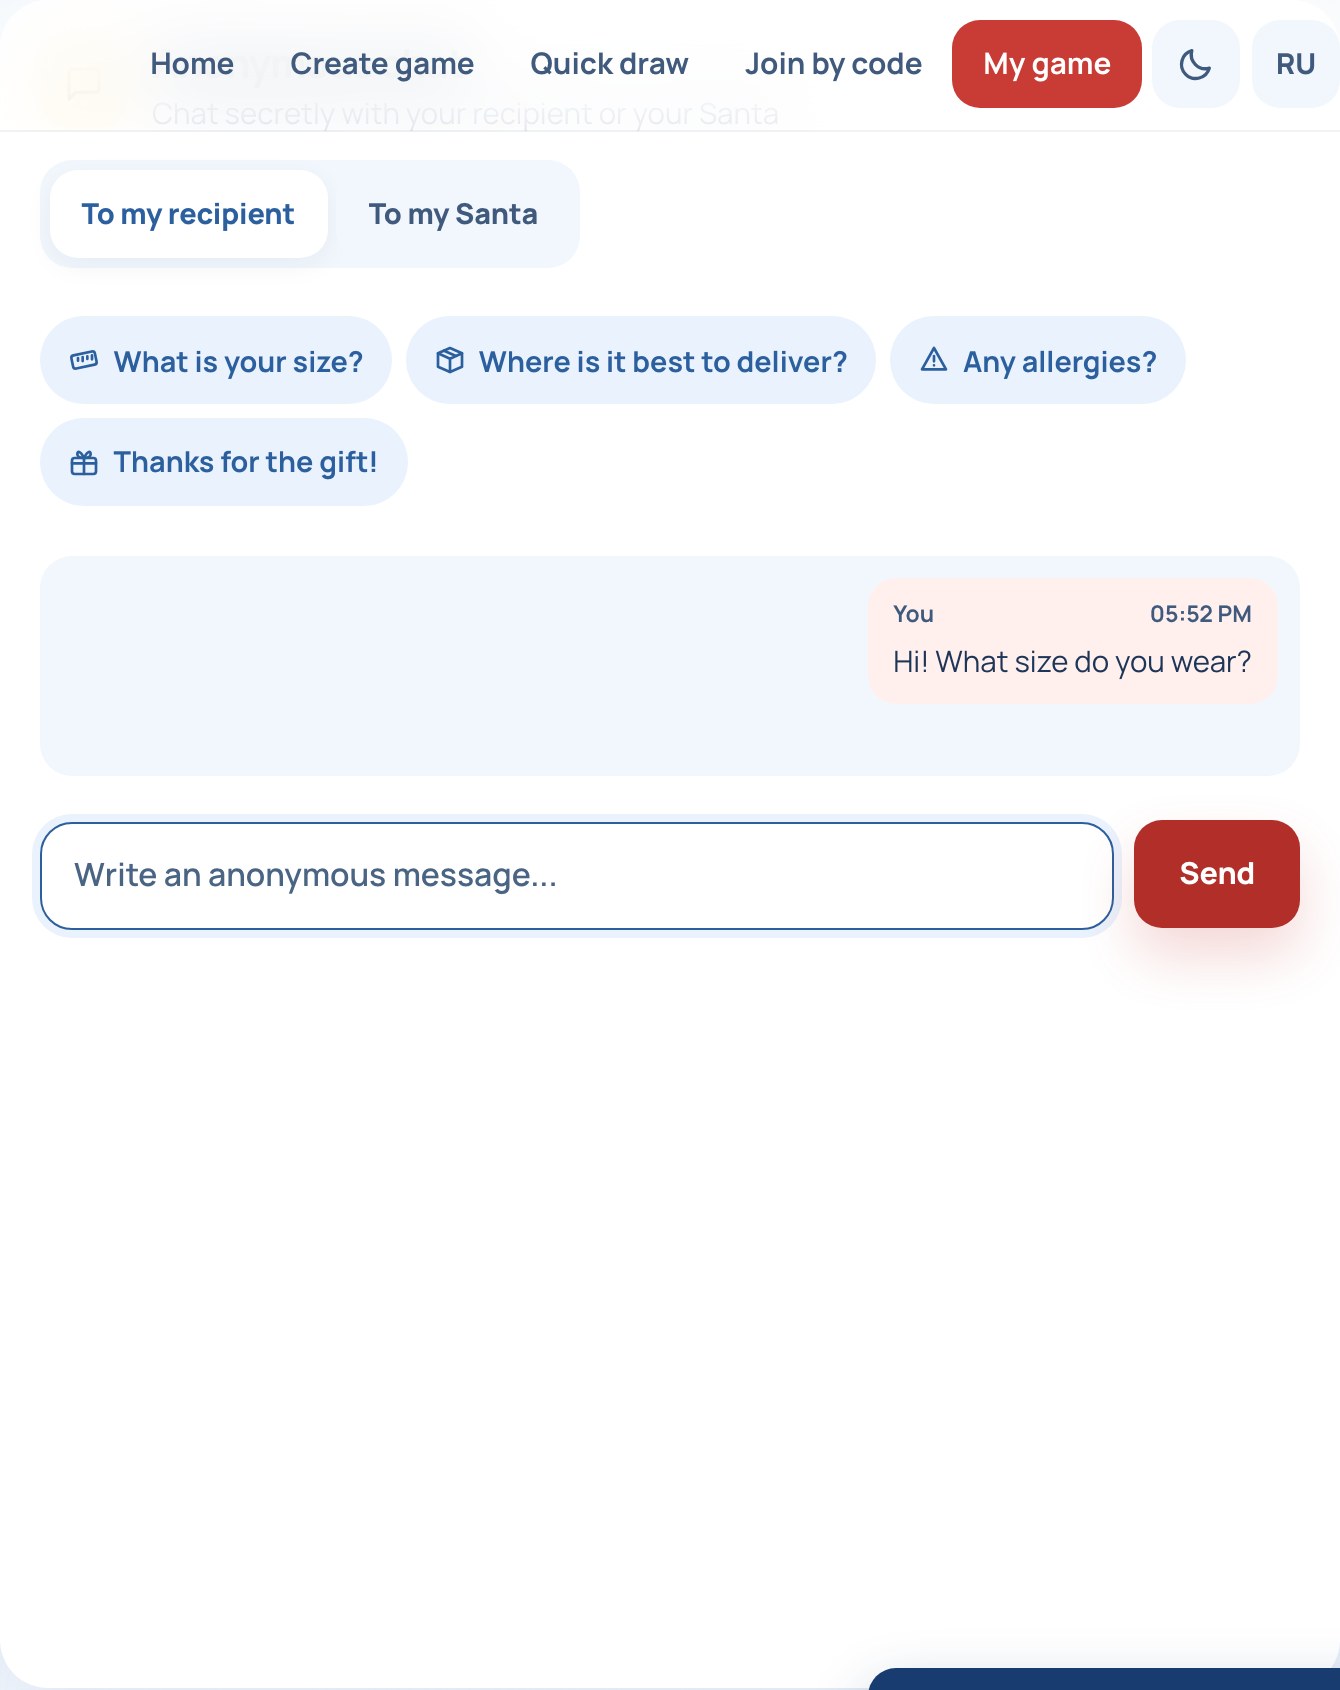 Home Create game Quick draw Join by code My game RU
Chat secretly with your recipient or your Santa
To my recipient To my Santa
What is your size? Where is it best to deliver? Any allergies?
Thanks for the gift!
You 05:52 PM
Hi! What size do you wear?
Write an anonymous message...
Send